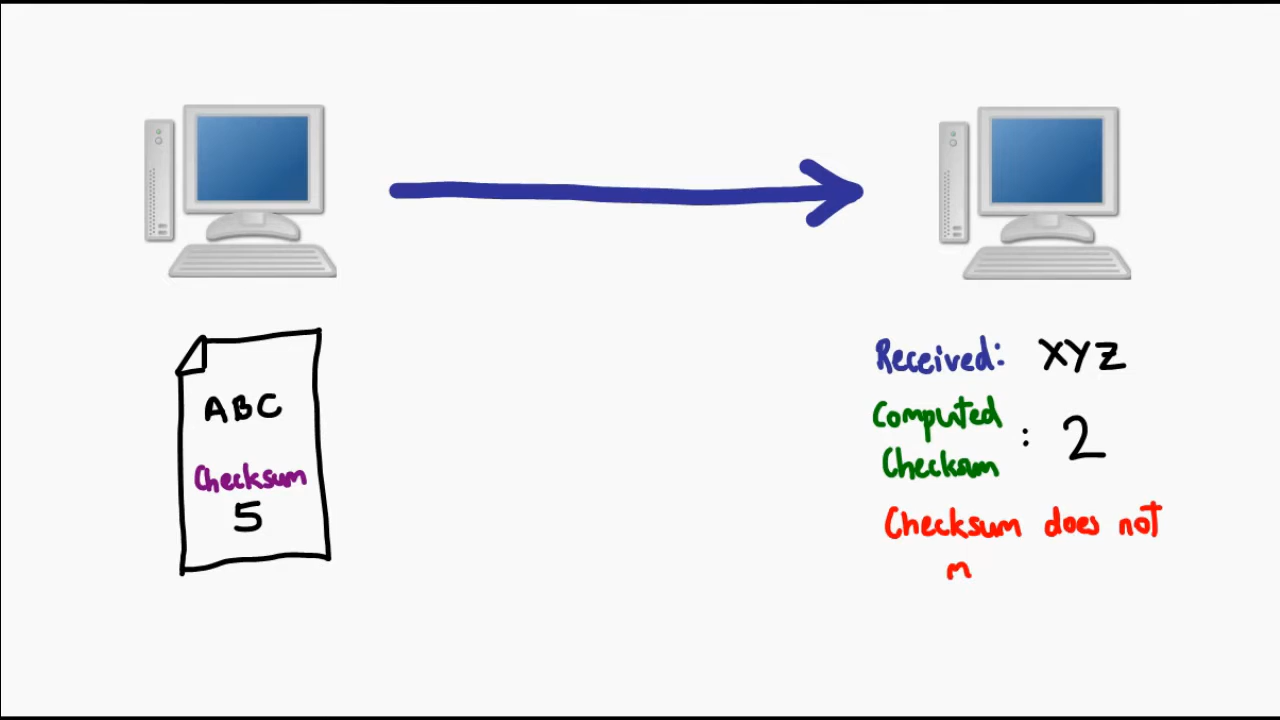 ABC
Checksum
5
Received: XYZ
Computed
Checksum : 2
Checksum does not
m